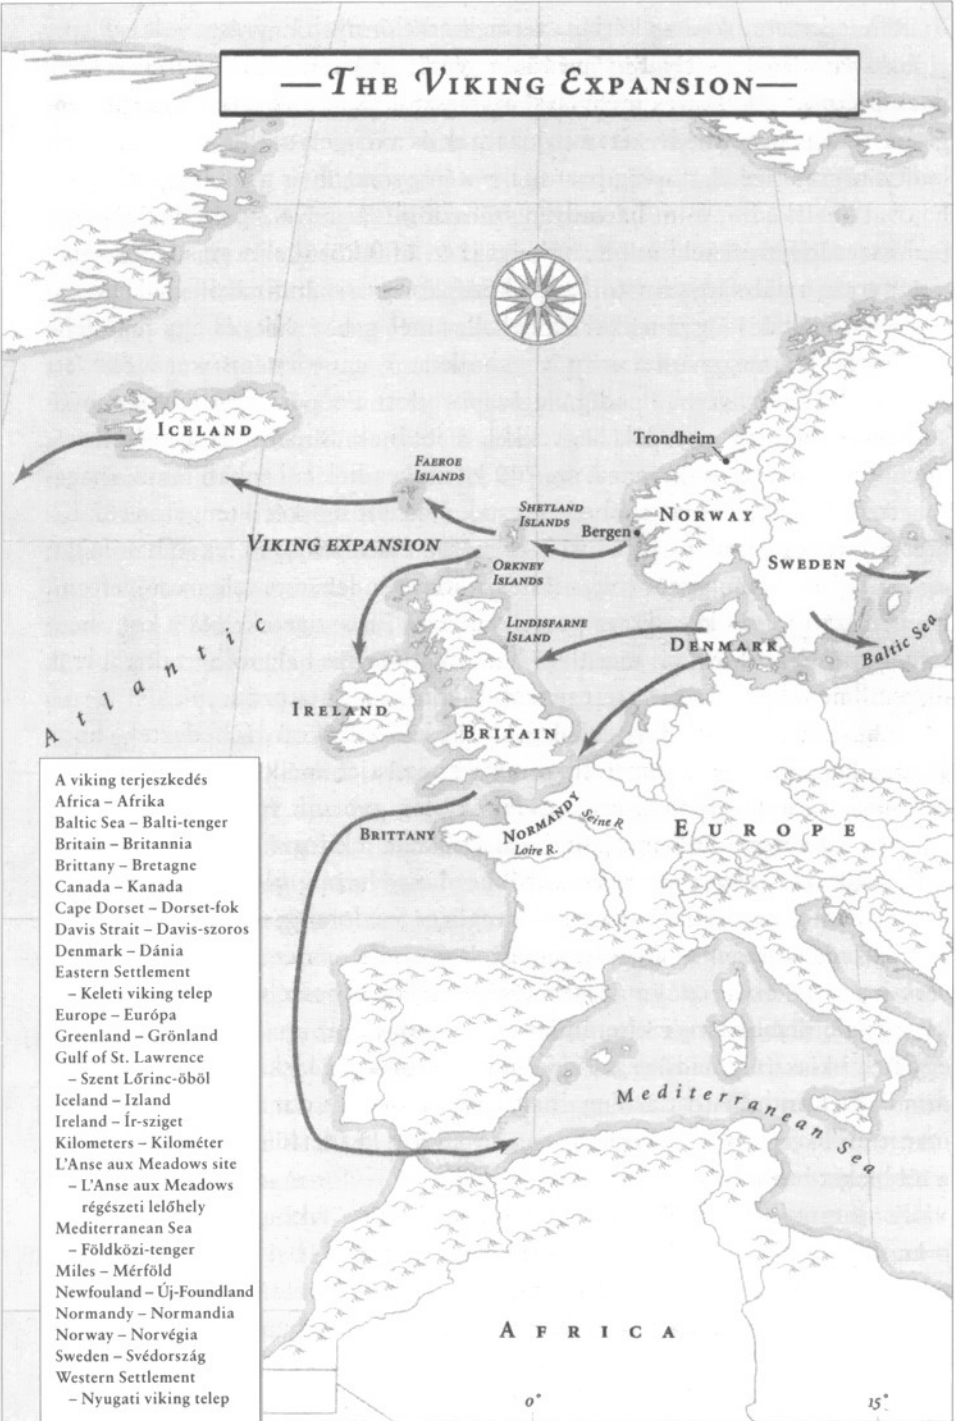 —THE VIKING EXPANSION—
ICELAND
Trondheim
FAEROE
ISLANDS
SHETLAND
ISLANDS
NORWAY
Bergen
VIKING EXPANSION
SWEDEN
ORKNEY
ISLANDS
LINDISFARNE
ISLAND
DENMARK
Baltic Sea
Atlantic
IRELAND
BRITAIN
BRITTANY
NORMANDY
Seine R.
Loire R.
EUROPE
Mediterranean Sea
AFRICA
0°
15°
A viking terjeszkedés
Africa – Afrika
Baltic Sea – Balti-tenger
Britain – Britannia
Brittany – Bretagne
Canada – Kanada
Cape Dorset – Dorset-fok
Davis Strait – Davis-szoros
Denmark – Dánia
Eastern Settlement
– Keleti viking telep
Europe – Európa
Greenland – Grönland
Gulf of St. Lawrence
– Szent Lőrinc-öböl
Iceland – Izland
Ireland – Ír-sziget
Kilometers – Kilométer
L'Anse aux Meadows site
– L'Anse aux Meadows
régészeti lelőhely
Mediterranean Sea
– Földközi-tenger
Miles – Mérföld
Newfouland – Új-Foundland
Normandy – Normandia
Norway – Norvégia
Sweden – Svédország
Western Settlement
– Nyugati viking telep